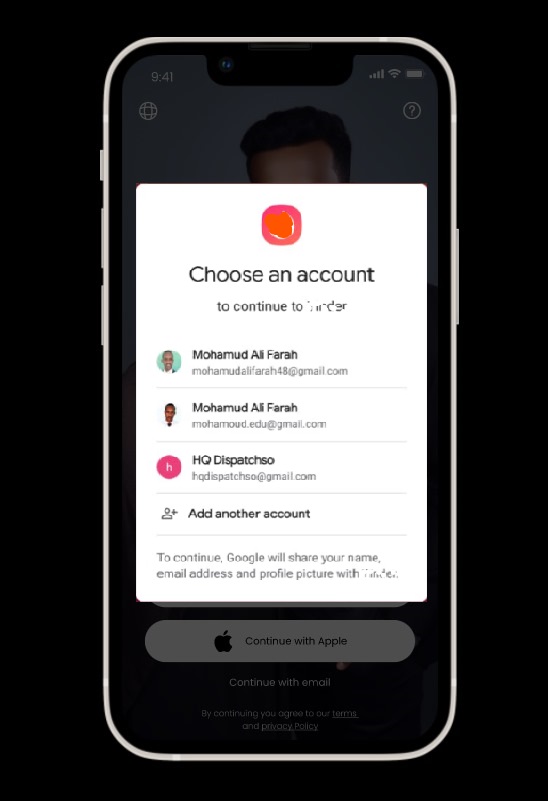 9:41
Choose an account
to continue to
Mohamud Ali Farah
mohamudalifarah48@gmail.com
Mohamud Ali Farah
mohamoud.edu@gmail.com
h
HQ Dispatchso
hqdispatchso@gmail.com
Add another account
To continue, Google will share your name,
email address and profile picture with
Continue with Apple
Continue with email
By continuing you agree to our terms
and privacy Policy